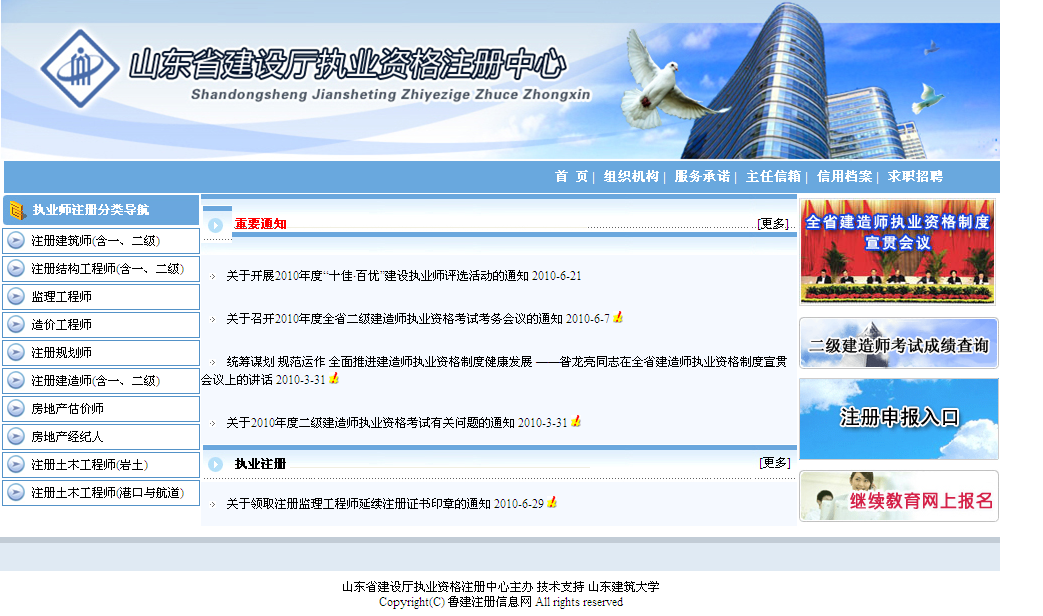 山东省建设厅执业资格注册中心
Shandongsheng Jiansheting Zhiyezige Zhuce Zhongxin
首 页 | 组织机构 | 服务承诺 | 主任信箱 | 信用档案 | 求职招聘
执业师注册分类导航
注册建筑师(含一、二级)
注册结构工程师(含一、二级)
监理工程师
造价工程师
注册规划师
注册建造师(含一、二级)
房地产估价师
房地产经纪人
注册土木工程师(岩土)
注册土木工程师(港口与航道)
重要通知 [更多]
关于开展2010年度“十佳·百优”建设执业师评选活动的通知 2010-6-21
关于召开2010年度全省二级建造师执业资格考试考务会议的通知 2010-6-7
统筹谋划 规范运作 全面推进建造师执业资格制度健康发展 ——昝龙亮同志在全省建造师执业资格制度宣贯
会议上的讲话 2010-3-31
关于2010年度二级建造师执业资格考试有关问题的通知 2010-3-31
执业注册 [更多]
关于领取注册监理工程师延续注册证书印章的通知 2010-6-29
全省建造师执业资格制度
宣贯会议
二级建造师考试成绩查询
注册申报入口
继续教育网上报名
山东省建设厅执业资格注册中心主办 技术支持 山东建筑大学
Copyright(C) 鲁建注册信息网 All rights reserved